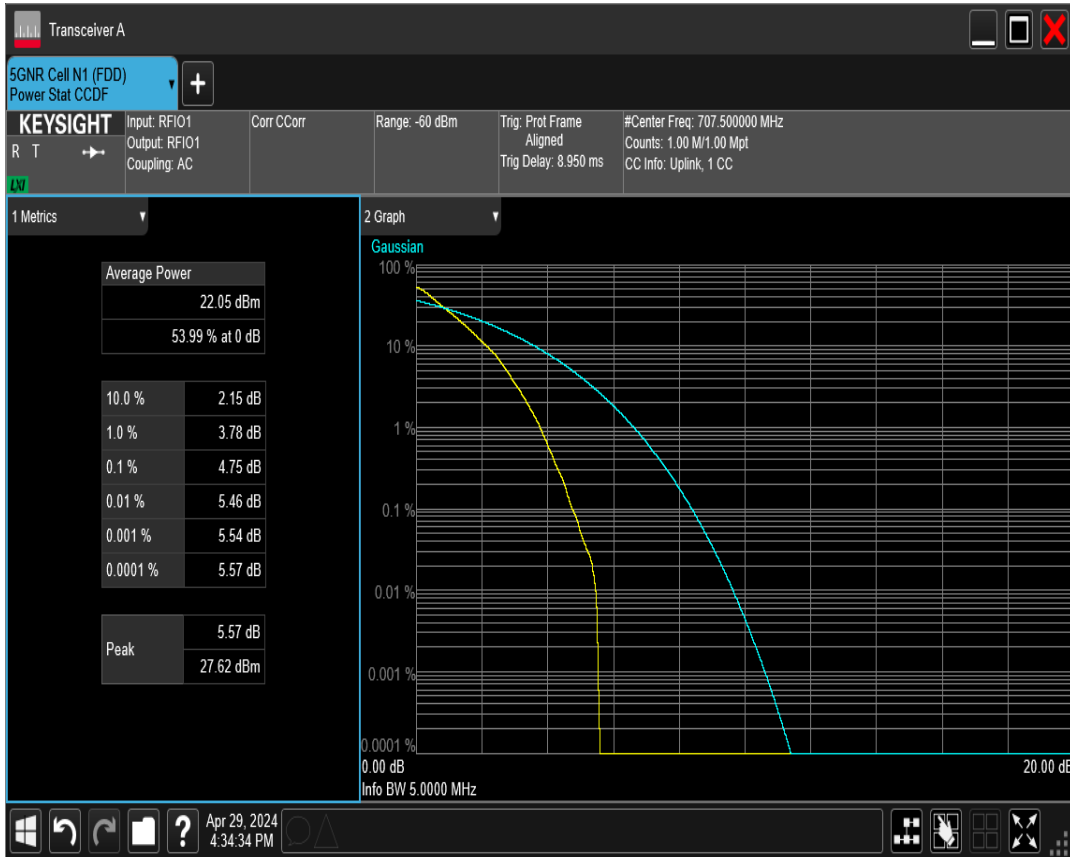 Transceiver A
5GNR Cell N1 (FDD)
Power Stat CCDF
+
KEYSIGHT
R T
LXI
Input: RFIO1
Output: RFIO1
Coupling: AC
Corr CCorr
Range: -60 dBm
Trig: Prot Frame
Aligned
Trig Delay: 8.950 ms
#Center Freq: 707.500000 MHz
Counts: 1.00 M/1.00 Mpt
CC Info: Uplink, 1 CC
1 Metrics
Average Power
22.05 dBm
53.99 % at 0 dB
10.0 % 2.15 dB
1.0 % 3.78 dB
0.1 % 4.75 dB
0.01 % 5.46 dB
0.001 % 5.54 dB
0.0001 % 5.57 dB
Peak
5.57 dB
27.62 dBm
2 Graph
Gaussian
100 %
10 %
1 %
0.1 %
0.01 %
0.001 %
0.0001 %
0.00 dB 20.00 dB
Info BW 5.0000 MHz
?
Apr 29, 2024
4:34:34 PM